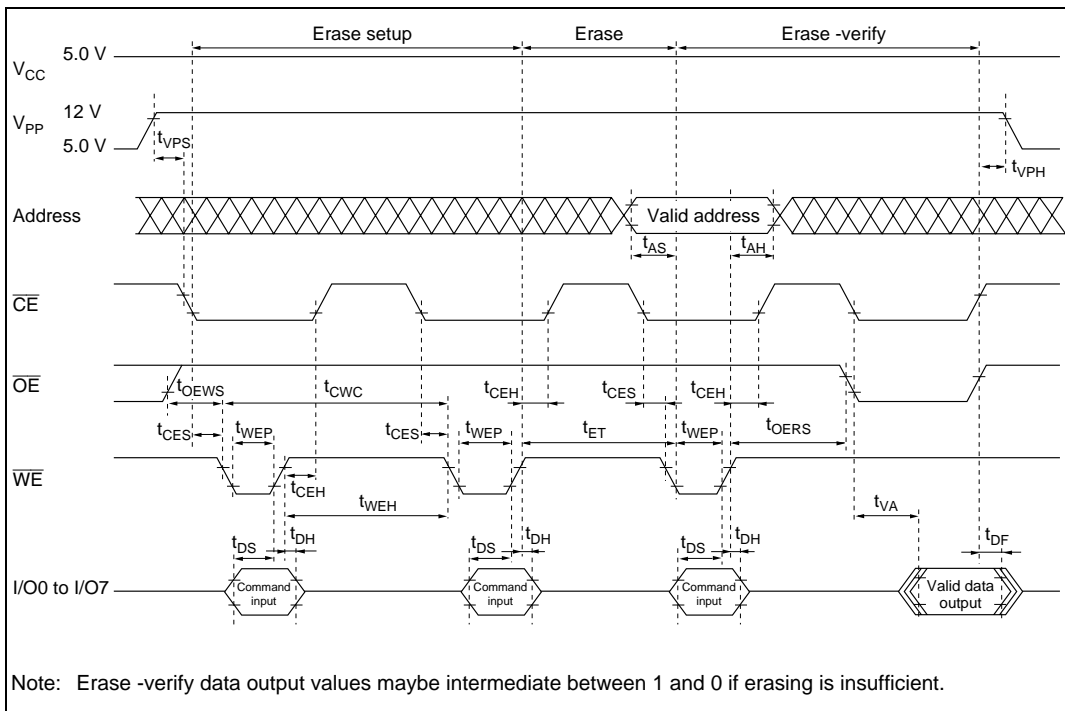 Erase setup Erase Erase -verify
5.0 V
VCC
12 V
VPP
5.0 V
tVPS
tVPH
Address
Valid address
tAS tAH
CE
OE
tOEWS tCWC tCEH tCES tCEH
tCES tWEP tCES tWEP tET tWEP tOERS
WE
tCEH
tWEH
tVA
tDS tDH tDS tDH tDS tDH tDF
I/O0 to I/O7
Command input
Command input
Command input
Valid data output
Note: Erase -verify data output values maybe intermediate between 1 and 0 if erasing is insufficient.